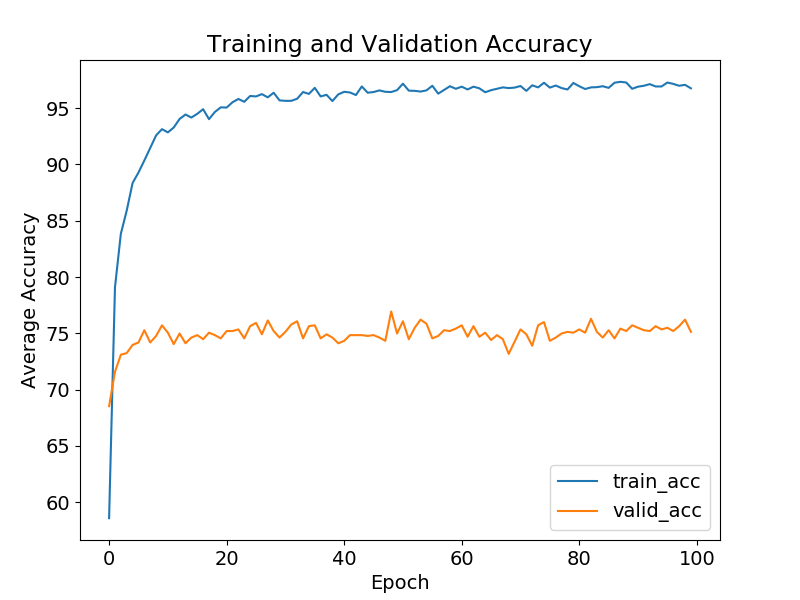 Training and Validation Accuracy
Average Accuracy
95
90
85
80
75
70
65
60
train_acc
valid_acc
0 20 40 60 80 100
Epoch